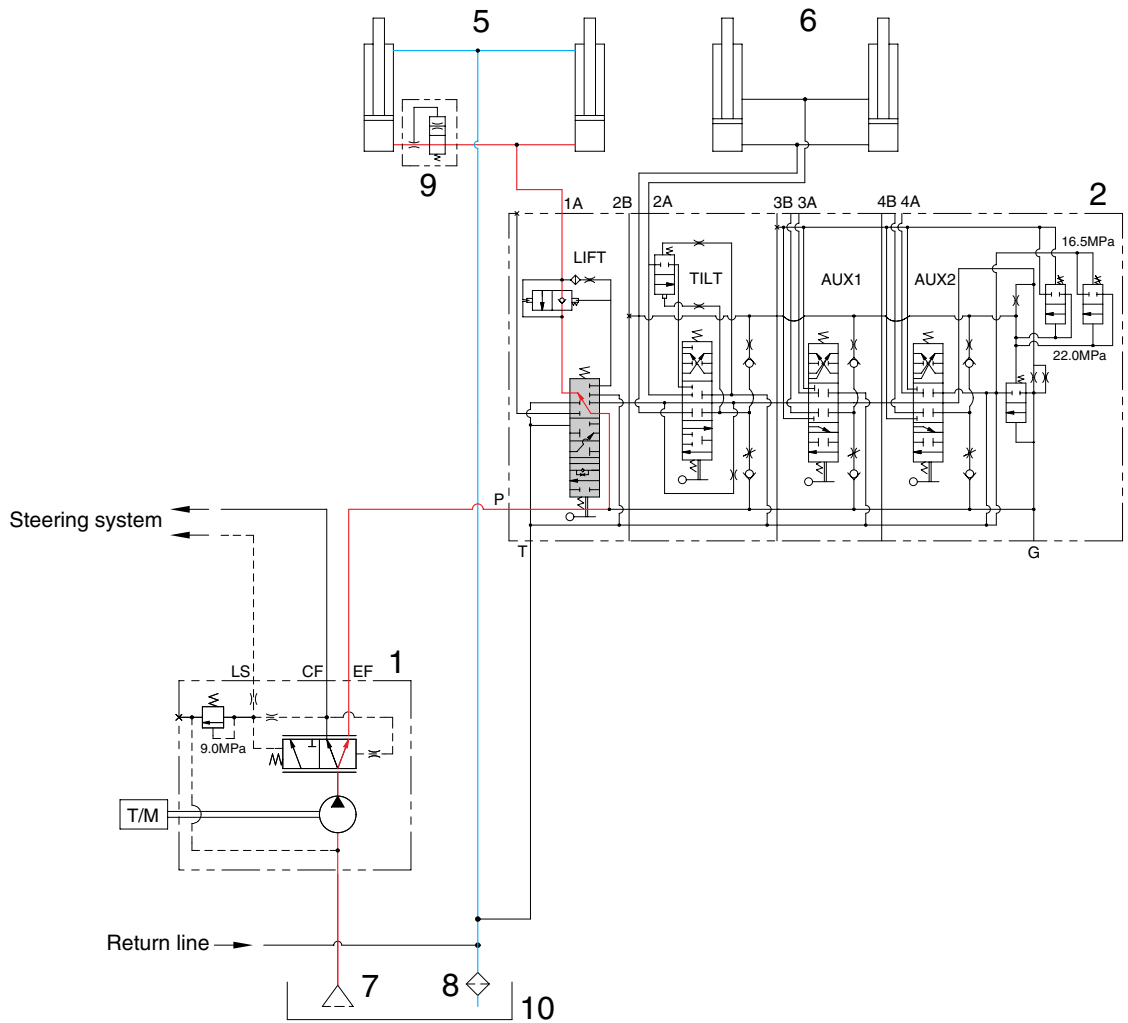 5
6
9
1A
2B
2A
3B 3A
4B 4A
2
16.5MPa
LIFT
TILT
AUX1
AUX2
22.0MPa
P
Steering system
T
G
LS
CF
EF
1
9.0MPa
T/M
Return line
7
8
10